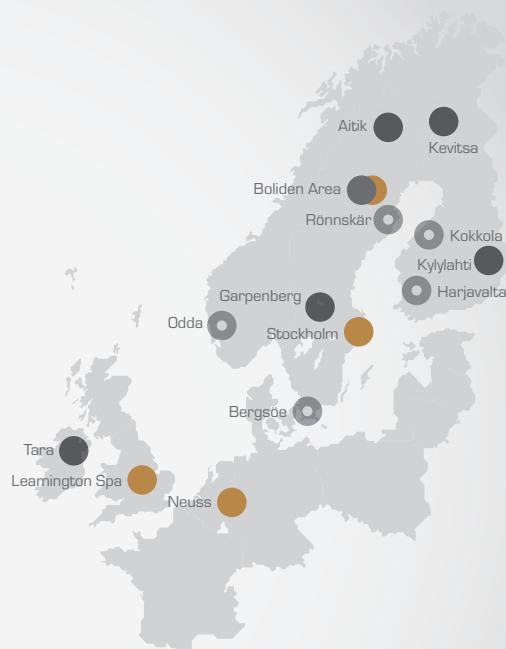 Aitik
Kevitsa
Boliden Area
Rönnskär
Kokkola
Kylylahti
Harjavalta
Garpenberg
Odda
Stockholm
Bergsöe
Tara
Leamington Spa
Neuss